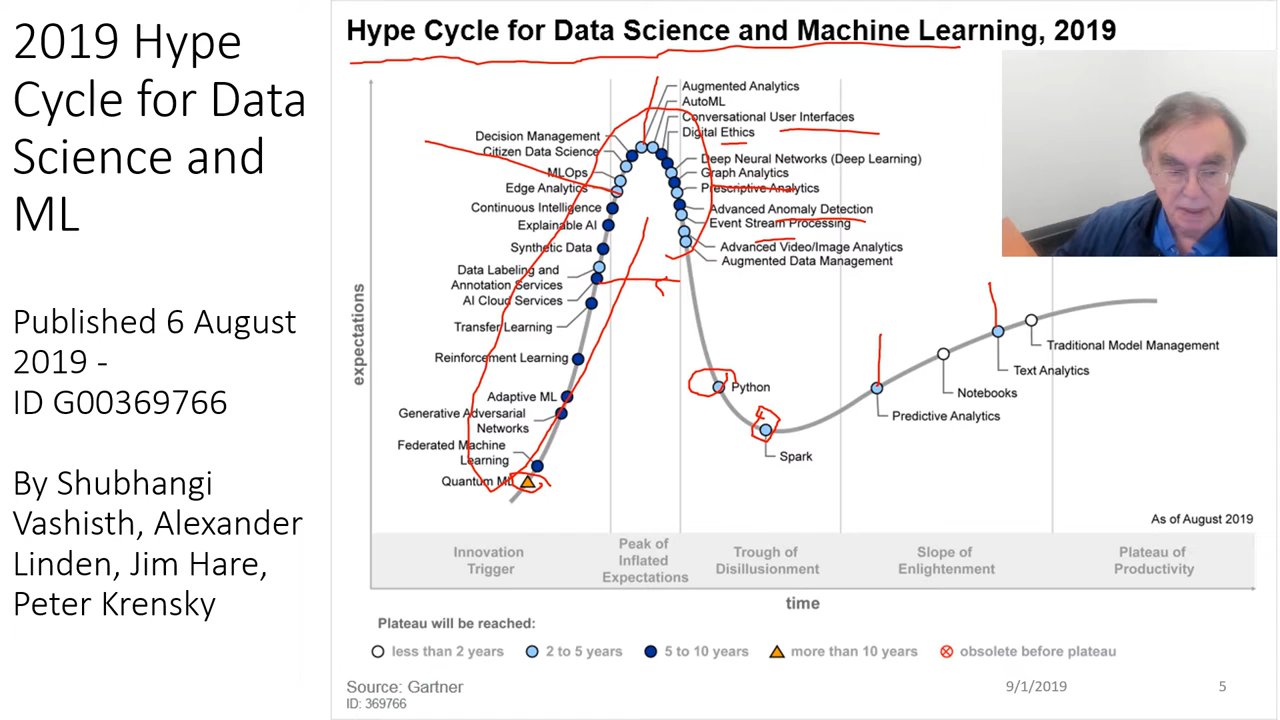 2019 Hype
Cycle for Data
Science and
ML
Published 6 August
2019 -
ID G00369766
By Shubhangi
Vashisth, Alexander
Linden, Jim Hare,
Peter Krensky
Hype Cycle for Data Science and Machine Learning, 2019
expectations
Decision Management
Citizen Data Science
MLOps
Edge Analytics
Continuous Intelligence
Explainable AI
Synthetic Data
Data Labeling and
Annotation Services
AI Cloud Services
Transfer Learning
Reinforcement Learning
Adaptive ML
Generative Adversarial
Networks
Federated Machine
Learning
Quantum ML
Augmented Analytics
AutoML
Conversational User Interfaces
Digital Ethics
Deep Neural Networks (Deep Learning)
Graph Analytics
Prescriptive Analytics
Advanced Anomaly Detection
Event Stream Processing
Advanced Video/Image Analytics
Augmented Data Management
Python
Spark
Predictive Analytics
Notebooks
Text Analytics
Traditional Model Management
As of August 2019
Innovation
Trigger
Peak of
Inflated
Expectations
Trough of
Disillusionment
Slope of
Enlightenment
Plateau of
Productivity
time
Plateau will be reached:
less than 2 years
2 to 5 years
5 to 10 years
more than 10 years
obsolete before plateau
Source: Gartner
ID: 369766
9/1/2019
5